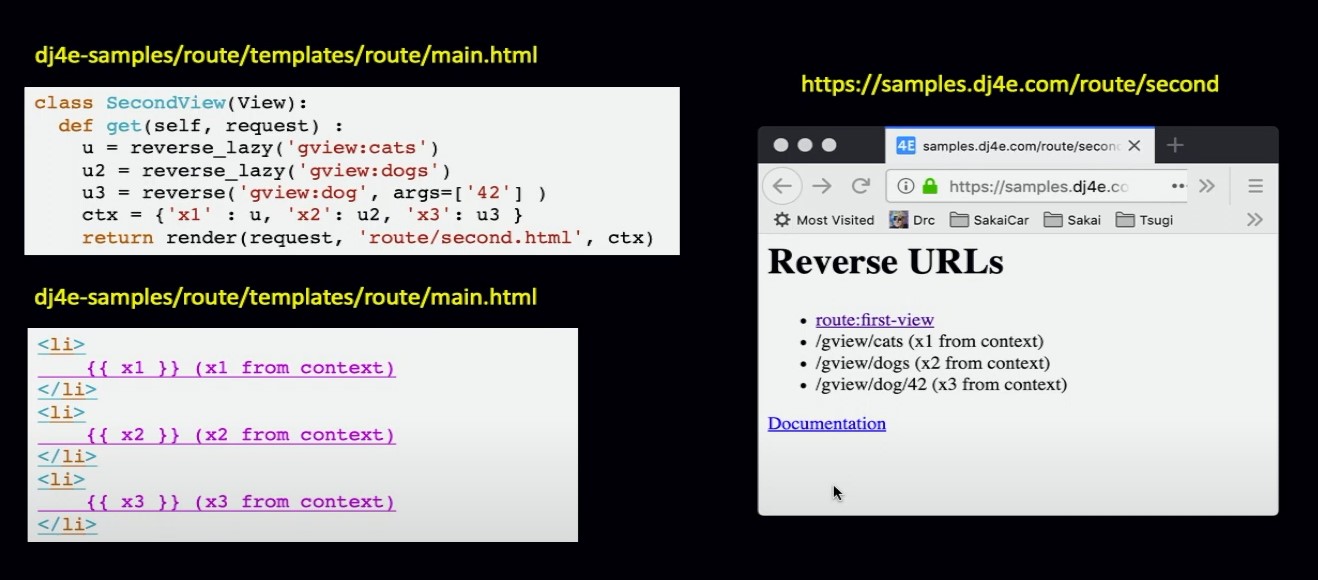 dj4e-samples/route/templates/route/main.html
class SecondView(View):
  def get(self, request) :
    u = reverse_lazy('gview:cats')
    u2 = reverse_lazy('gview:dogs')
    u3 = reverse('gview:dog', args=['42'] )
    ctx = {'x1' : u, 'x2': u2, 'x3': u3 }
    return render(request, 'route/second.html', ctx)
dj4e-samples/route/templates/route/main.html
<li>
    {{ x1 }} (x1 from context)
</li>
<li>
    {{ x2 }} (x2 from context)
</li>
<li>
    {{ x3 }} (x3 from context)
</li>
https://samples.dj4e.com/route/second
4E samples.dj4e.com/route/secon
https://samples.dj4e.co
Most Visited Drc SakaiCar Sakai Tsugi
Reverse URLs
• route:first-view
• /gview/cats (x1 from context)
• /gview/dogs (x2 from context)
• /gview/dog/42 (x3 from context)
Documentation